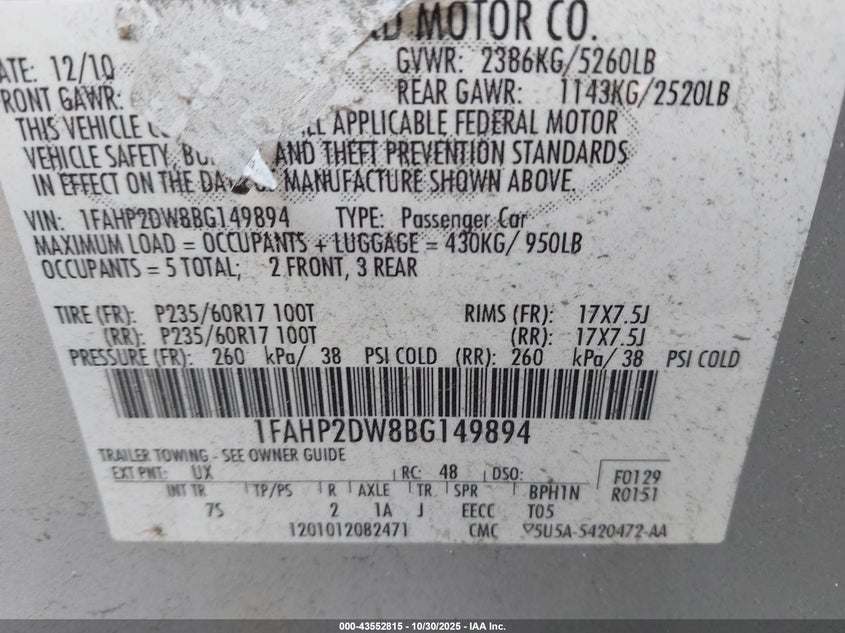 MOTOR CO.
12/10 GVWR: 2386KG/5260LB
GAWR: REAR GAWR: 1143KG/2520LB
THIS VEHICLE APPLICABLE FEDERAL MOTOR
VEHICLE SAFETY, AND THEFT PREVENTION STANDARDS
IN EFFECT ON THE MANUFACTURE SHOWN ABOVE.
VIN: 1FAHP2DW8BG149894 TYPE: Passenger Car
MAXIMUM LOAD = OCCUPANTS + LUGGAGE = 430KG/ 950LB
OCCUPANTS = 5 TOTAL; 2 FRONT, 3 REAR
TIRE (FR): P235/60R17 100T RIMS (FR): 17X7.5J
(RR): P235/60R17 100T (RR): 17X7.5J
PRESSURE (FR): 260 kPa/ 38 PSI COLD (RR): 260 kPa/ 38 PSI COLD
1FAHP2DW8BG149894
TRAILER TOWING - SEE OWNER GUIDE
EXT PNT: UX RC: 48 DSO: F0129
INT TR TP/PS R AXLE TR SPR BPH1N R0151
7S 2 1A J EECC T05
1201012082471 CMC 5U5A-5420472-AA
000-43552815 - 10/30/2025 - IAA Inc.